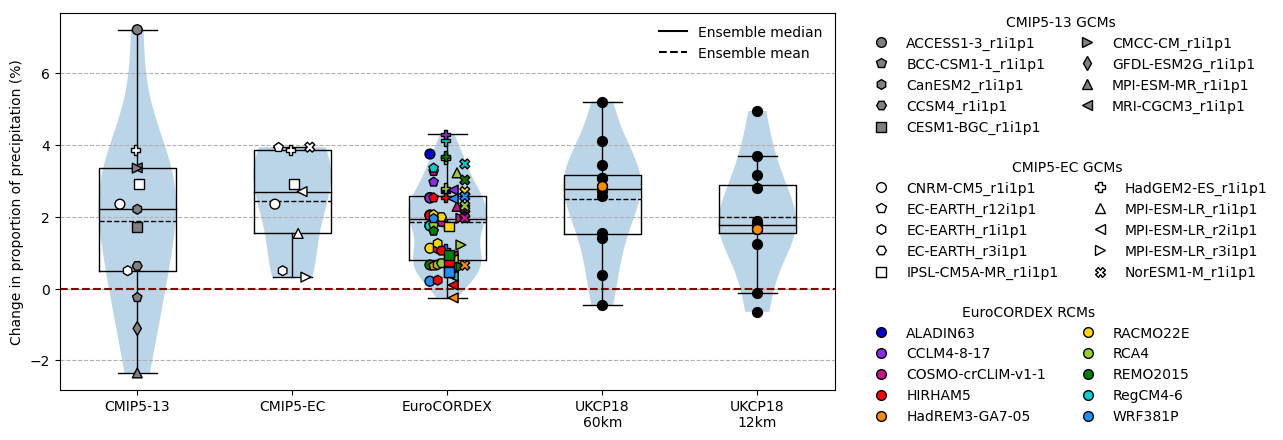 Change in proportion of precipitation (%)
6
4
2
0
−2
CMIP5-13
CMIP5-EC
EuroCORDEX
UKCP18
60km
UKCP18
12km
Ensemble median
Ensemble mean
CMIP5-13 GCMs
ACCESS1-3_r1i1p1
BCC-CSM1-1_r1i1p1
CanESM2_r1i1p1
CCSM4_r1i1p1
CESM1-BGC_r1i1p1
CMCC-CM_r1i1p1
GFDL-ESM2G_r1i1p1
MPI-ESM-MR_r1i1p1
MRI-CGCM3_r1i1p1
CMIP5-EC GCMs
CNRM-CM5_r1i1p1
EC-EARTH_r12i1p1
EC-EARTH_r1i1p1
EC-EARTH_r3i1p1
IPSL-CM5A-MR_r1i1p1
HadGEM2-ES_r1i1p1
MPI-ESM-LR_r1i1p1
MPI-ESM-LR_r2i1p1
MPI-ESM-LR_r3i1p1
NorESM1-M_r1i1p1
EuroCORDEX RCMs
ALADIN63
CCLM4-8-17
COSMO-crCLIM-v1-1
HIRHAM5
HadREM3-GA7-05
RACMO22E
RCA4
REMO2015
RegCM4-6
WRF381P